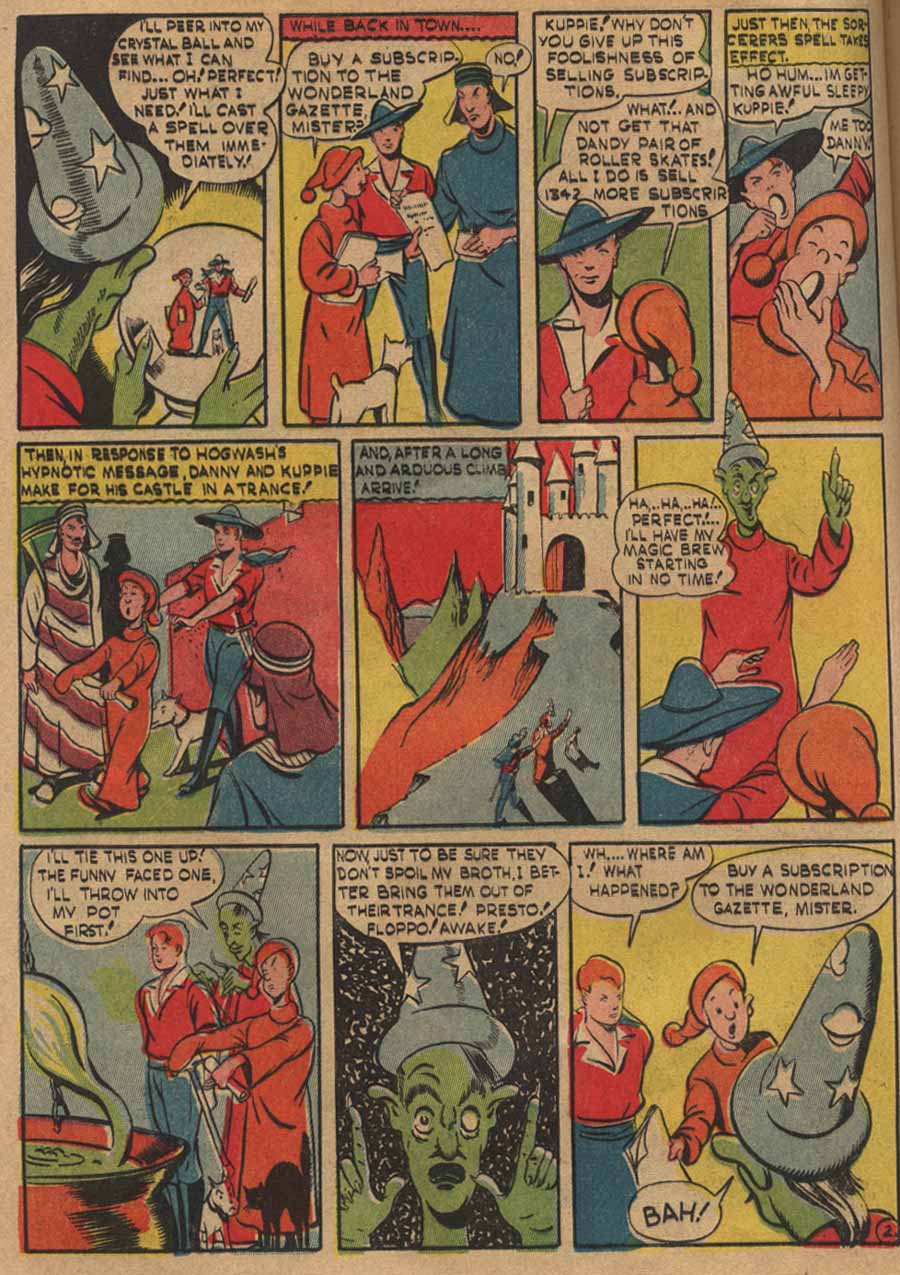 I'LL PEER INTO MY
CRYSTAL BALL AND
SEE WHAT I CAN
FIND... OH! PERFECT!
JUST WHAT I
NEED! I'LL CAST
A SPELL OVER
THEM IMME-
DIATELY!
WHILE BACK IN TOWN....
BUY A SUBSCRIP-
TION TO THE
WONDERLAND
GAZETTE,
MISTER?
NO!
KUPPIE! WHY DON'T
YOU GIVE UP THIS
FOOLISHNESS OF
SELLING SUBSCRIP-
TIONS.
WHAT!..AND
NOT GET THAT
DANDY PAIR OF
ROLLER SKATES!
ALL I DO IS SELL
1342 MORE SUBSCRIP
TIONS
JUST THEN, THE SOR-
CERERS SPELL TAKES
EFFECT.
HO HUM...IM GET-
TING AWFUL SLEEPY
KUPPIE!
ME TOO
DANNY!
THEN, IN RESPONSE TO HOGWASH'S
HYPNOTIC MESSAGE, DANNY AND KUPPIE
MAKE FOR HIS CASTLE IN A TRANCE!
AND, AFTER A LONG
AND ARDUOUS CLIMB
ARRIVE!
HA,..HA,..HA!..
PERFECT!...
I'LL HAVE MY
MAGIC BREW
STARTING
IN NO TIME!
I'LL TIE THIS ONE UP!
THE FUNNY FACED ONE,
I'LL THROW INTO
MY POT
FIRST!
NOW, JUST TO BE SURE THEY
DON'T SPOIL MY BROTH, I BET-
TER BRING THEM OUT OF
THEIR TRANCE! PRESTO!
FLOPPO! AWAKE!
WH,....WHERE AM
I! WHAT
HAPPENED?
BUY A SUBSCRIPTION
TO THE WONDERLAND
GAZETTE, MISTER.
BAH!
2.